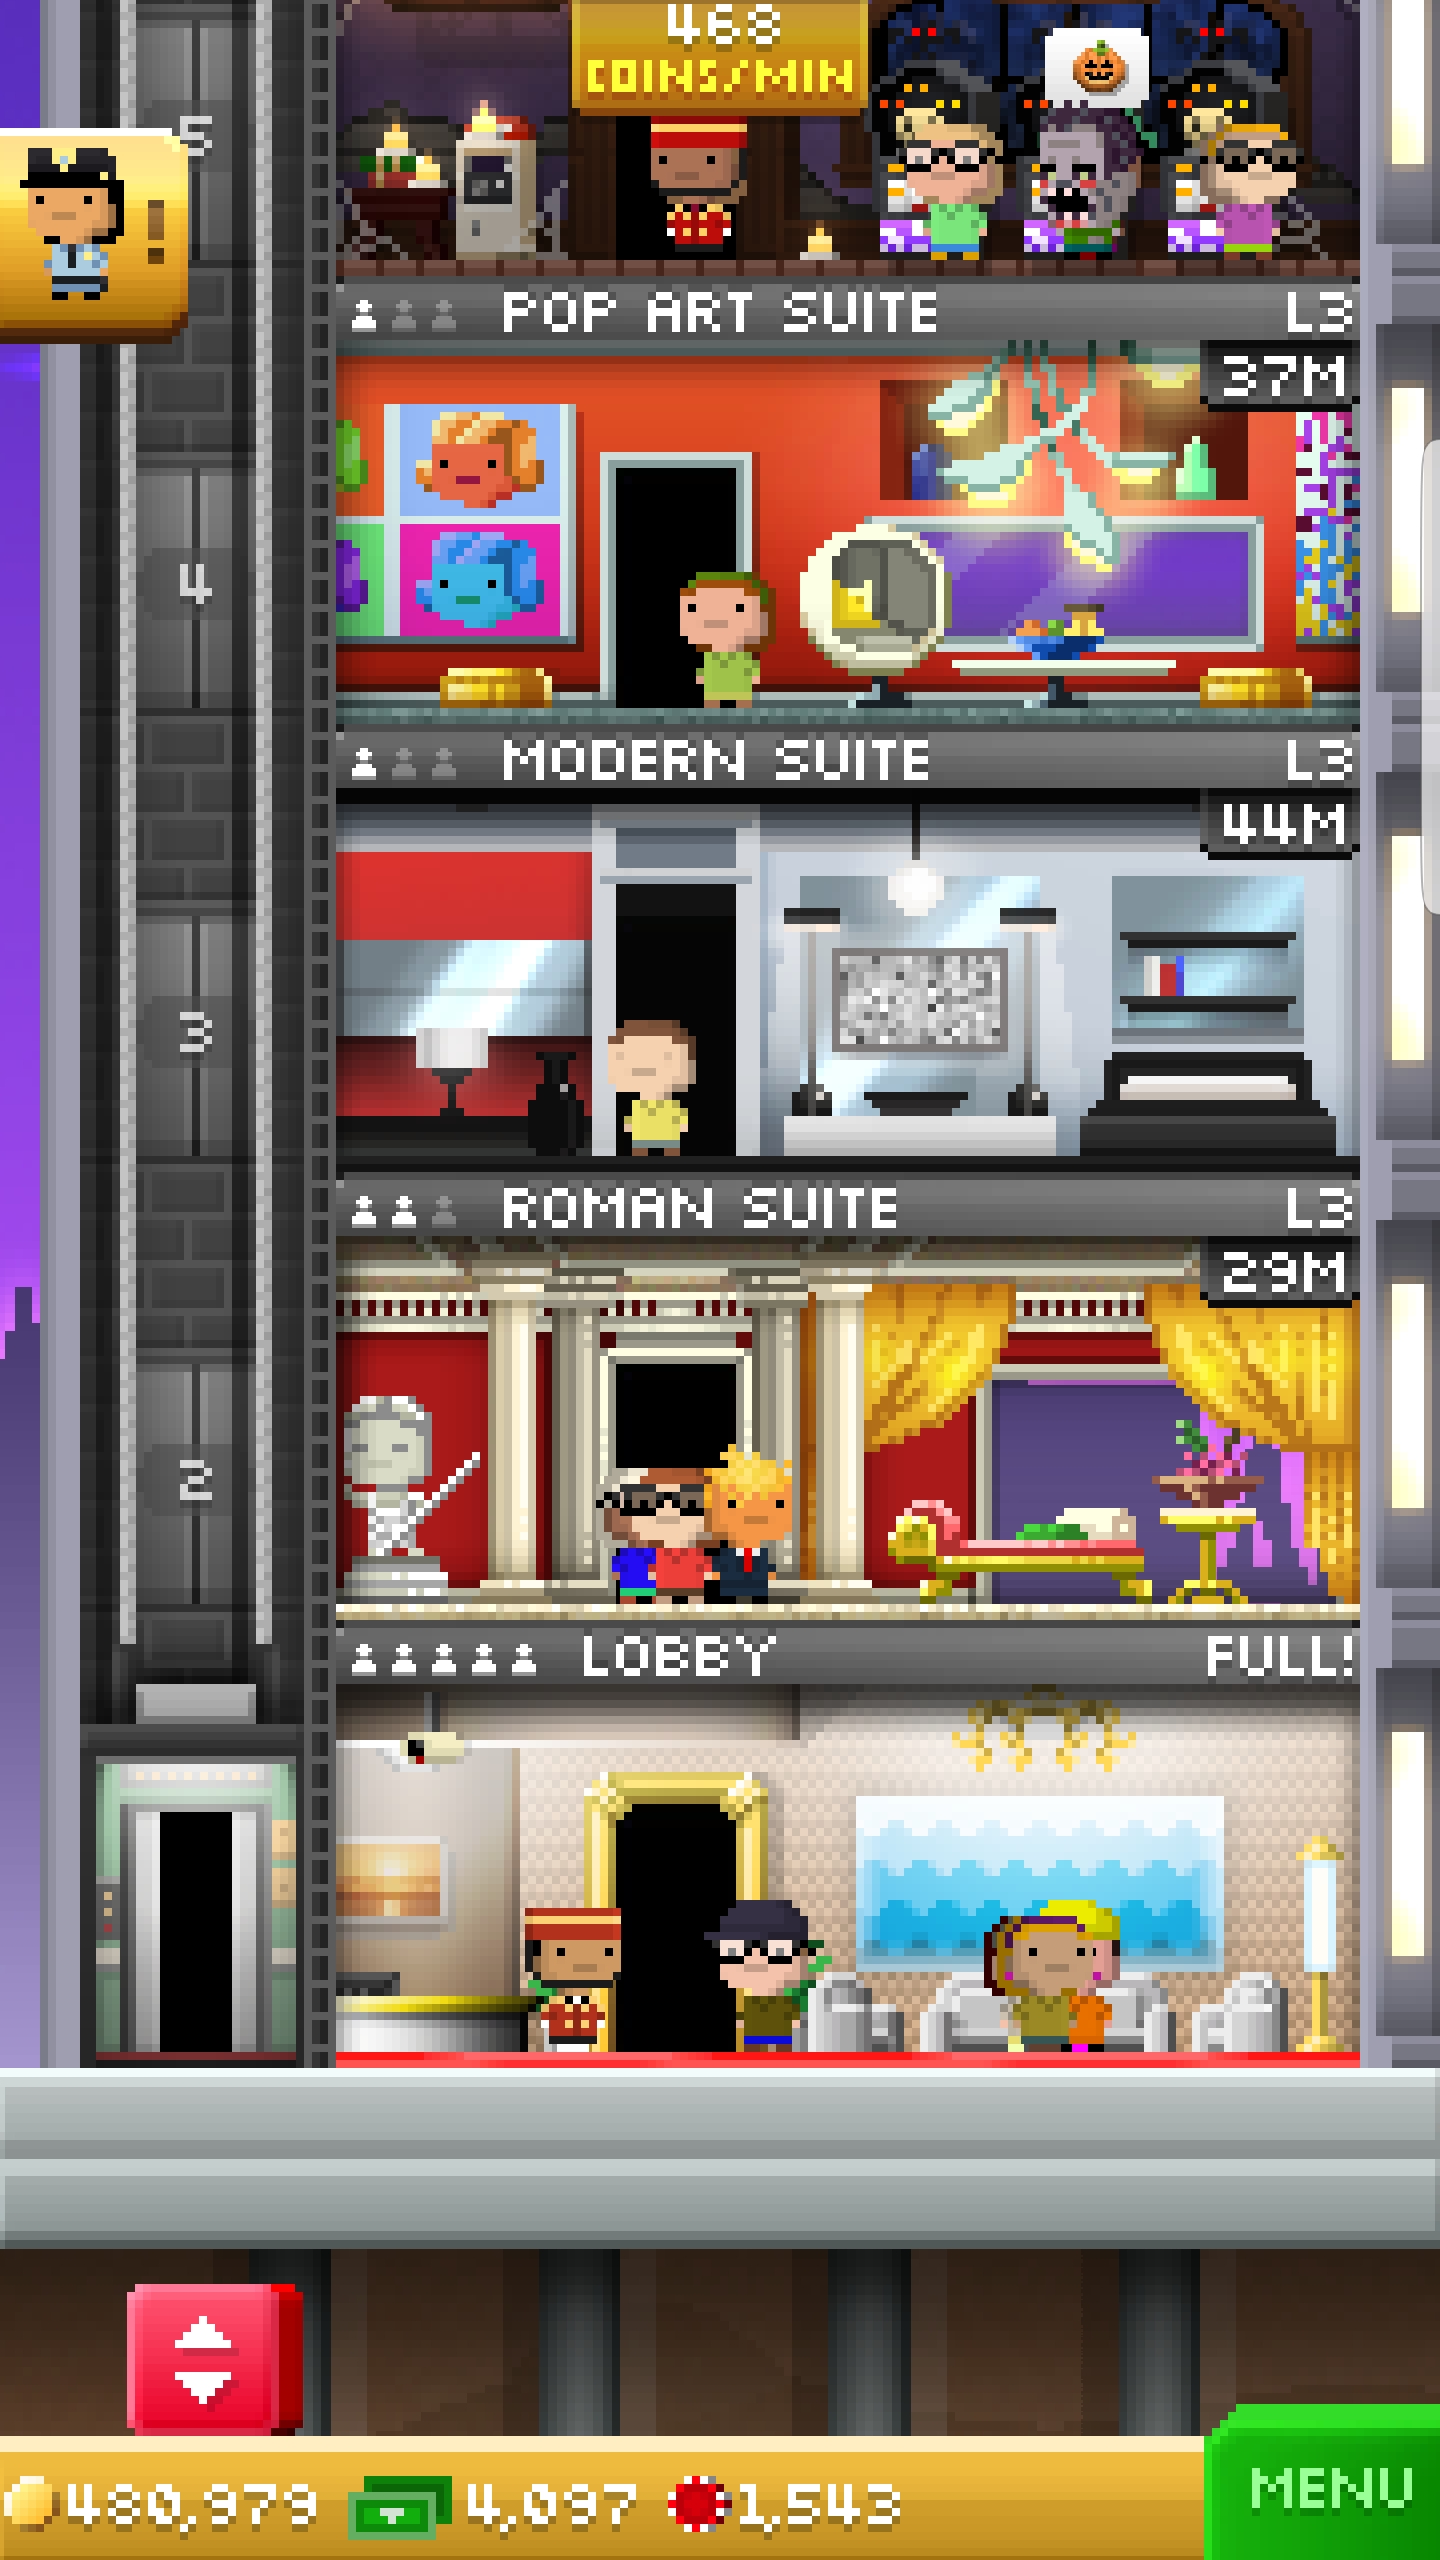 468
COINS/MIN
5
!
POP ART SUITE L3
37M
4
MODERN SUITE L3
44M
3
ROMAN SUITE L3
29M
2
LOBBY FULL!
480,979 4,097 1,543
MENU